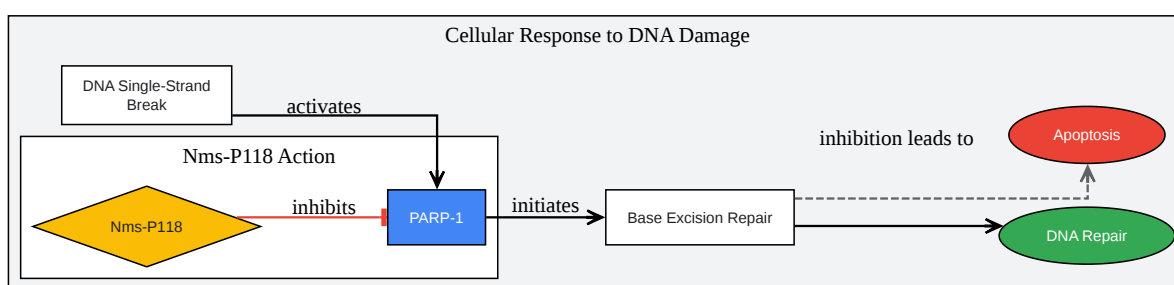 Cellular Response to DNA Damage
DNA Single-Strand
Break
activates
inhibition leads to
Apoptosis
Nms-P118 Action
Nms-P118
inhibits
PARP-1
initiates
Base Excision Repair
DNA Repair